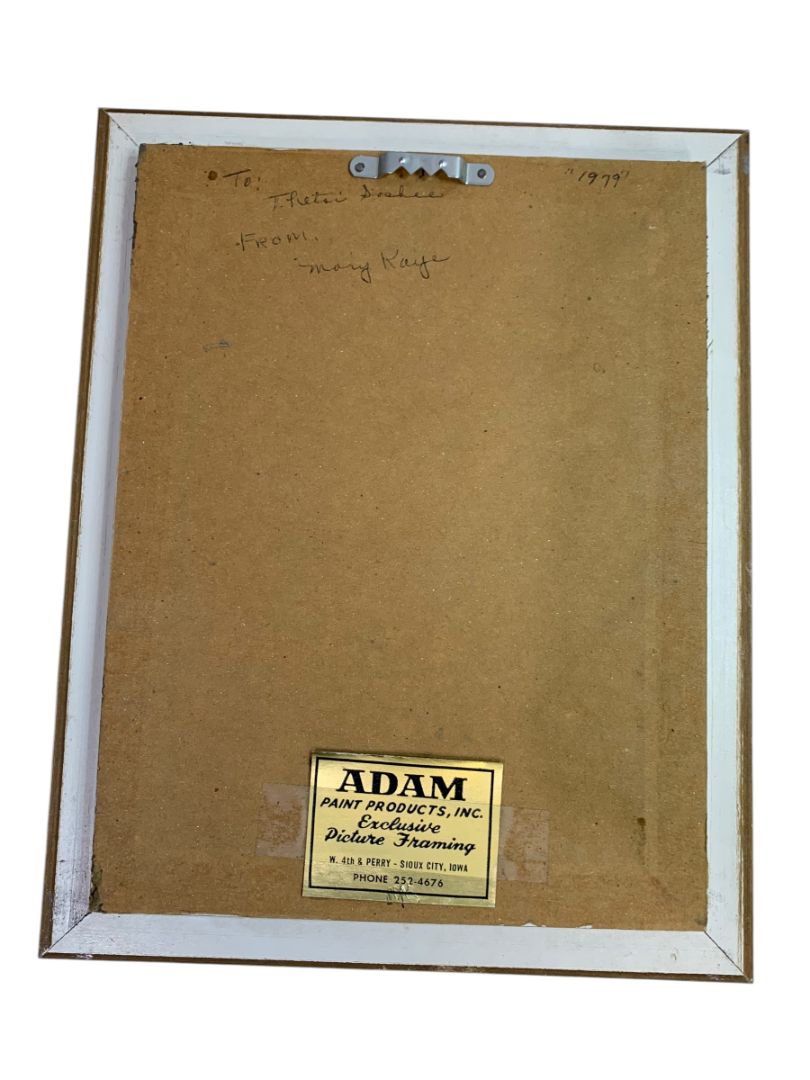 To:
"1979"
FROM.
Mary Kaye
ADAM
PAINT PRODUCTS, INC.
Exclusive
Picture Framing
W. 4th & PERRY - SIOUX CITY, IOWA
PHONE 252-4676